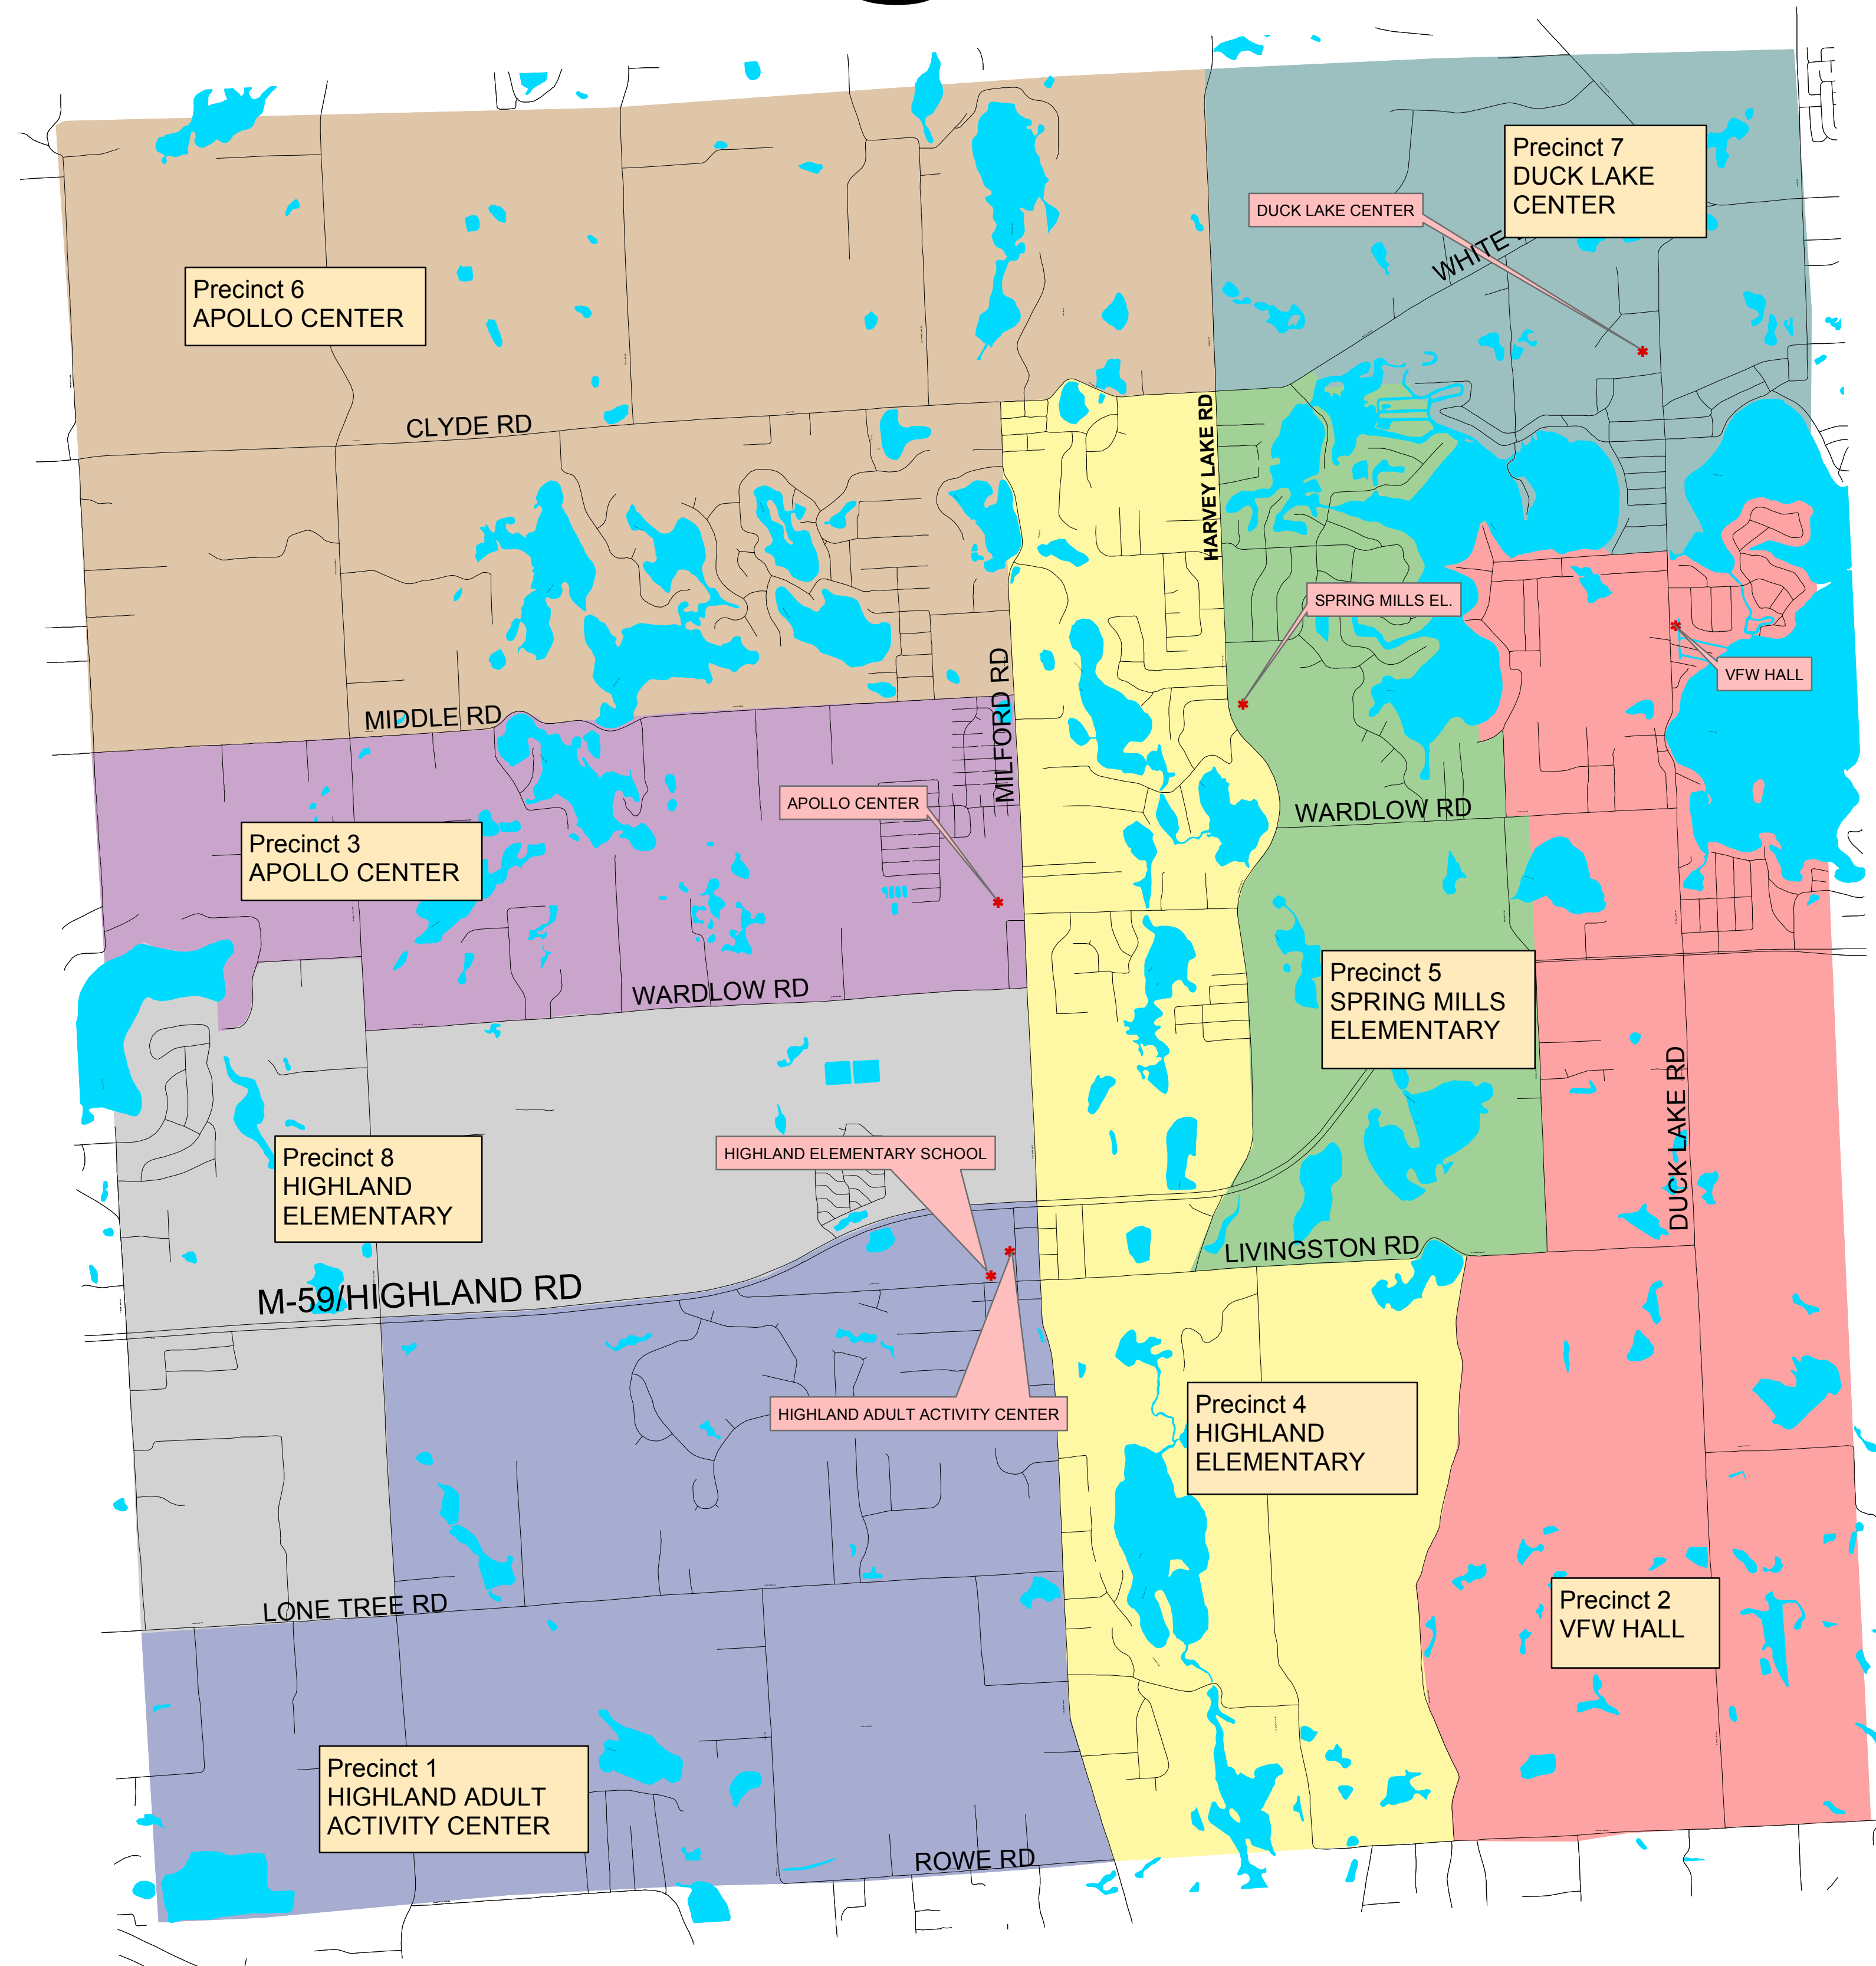 Precinct 7
DUCK LAKE
CENTER
DUCK LAKE CENTER
WHITE
Precinct 6
APOLLO CENTER
CLYDE RD
HARVEY LAKE RD
SPRING MILLS EL.
VFW HALL
MILFORD RD
MIDDLE RD
APOLLO CENTER
WARDLOW RD
Precinct 3
APOLLO CENTER
WARDLOW RD
Precinct 5
SPRING MILLS
ELEMENTARY
DUCK LAKE RD
HIGHLAND ELEMENTARY SCHOOL
Precinct 8
HIGHLAND
ELEMENTARY
LIVINGSTON RD
M-59/HIGHLAND RD
HIGHLAND ADULT ACTIVITY CENTER
Precinct 4
HIGHLAND
ELEMENTARY
LONE TREE RD
Precinct 2
VFW HALL
Precinct 1
HIGHLAND ADULT
ACTIVITY CENTER
ROWE RD